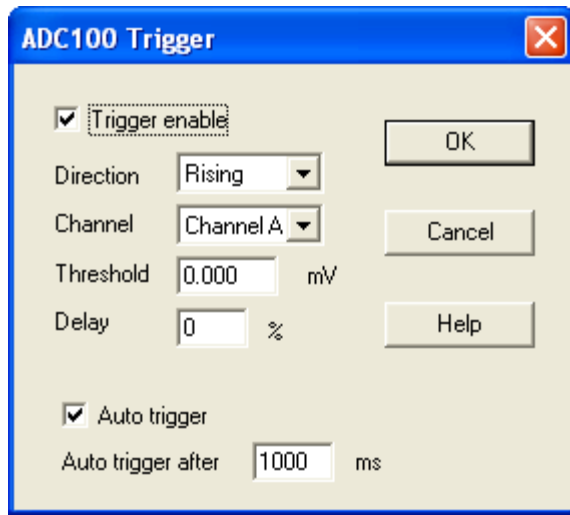 ADC100 Trigger
Trigger enable
OK
Direction Rising
Channel Channel A
Cancel
Threshold 0.000 mV
Delay 0 %
Help
Auto trigger
Auto trigger after 1000 ms